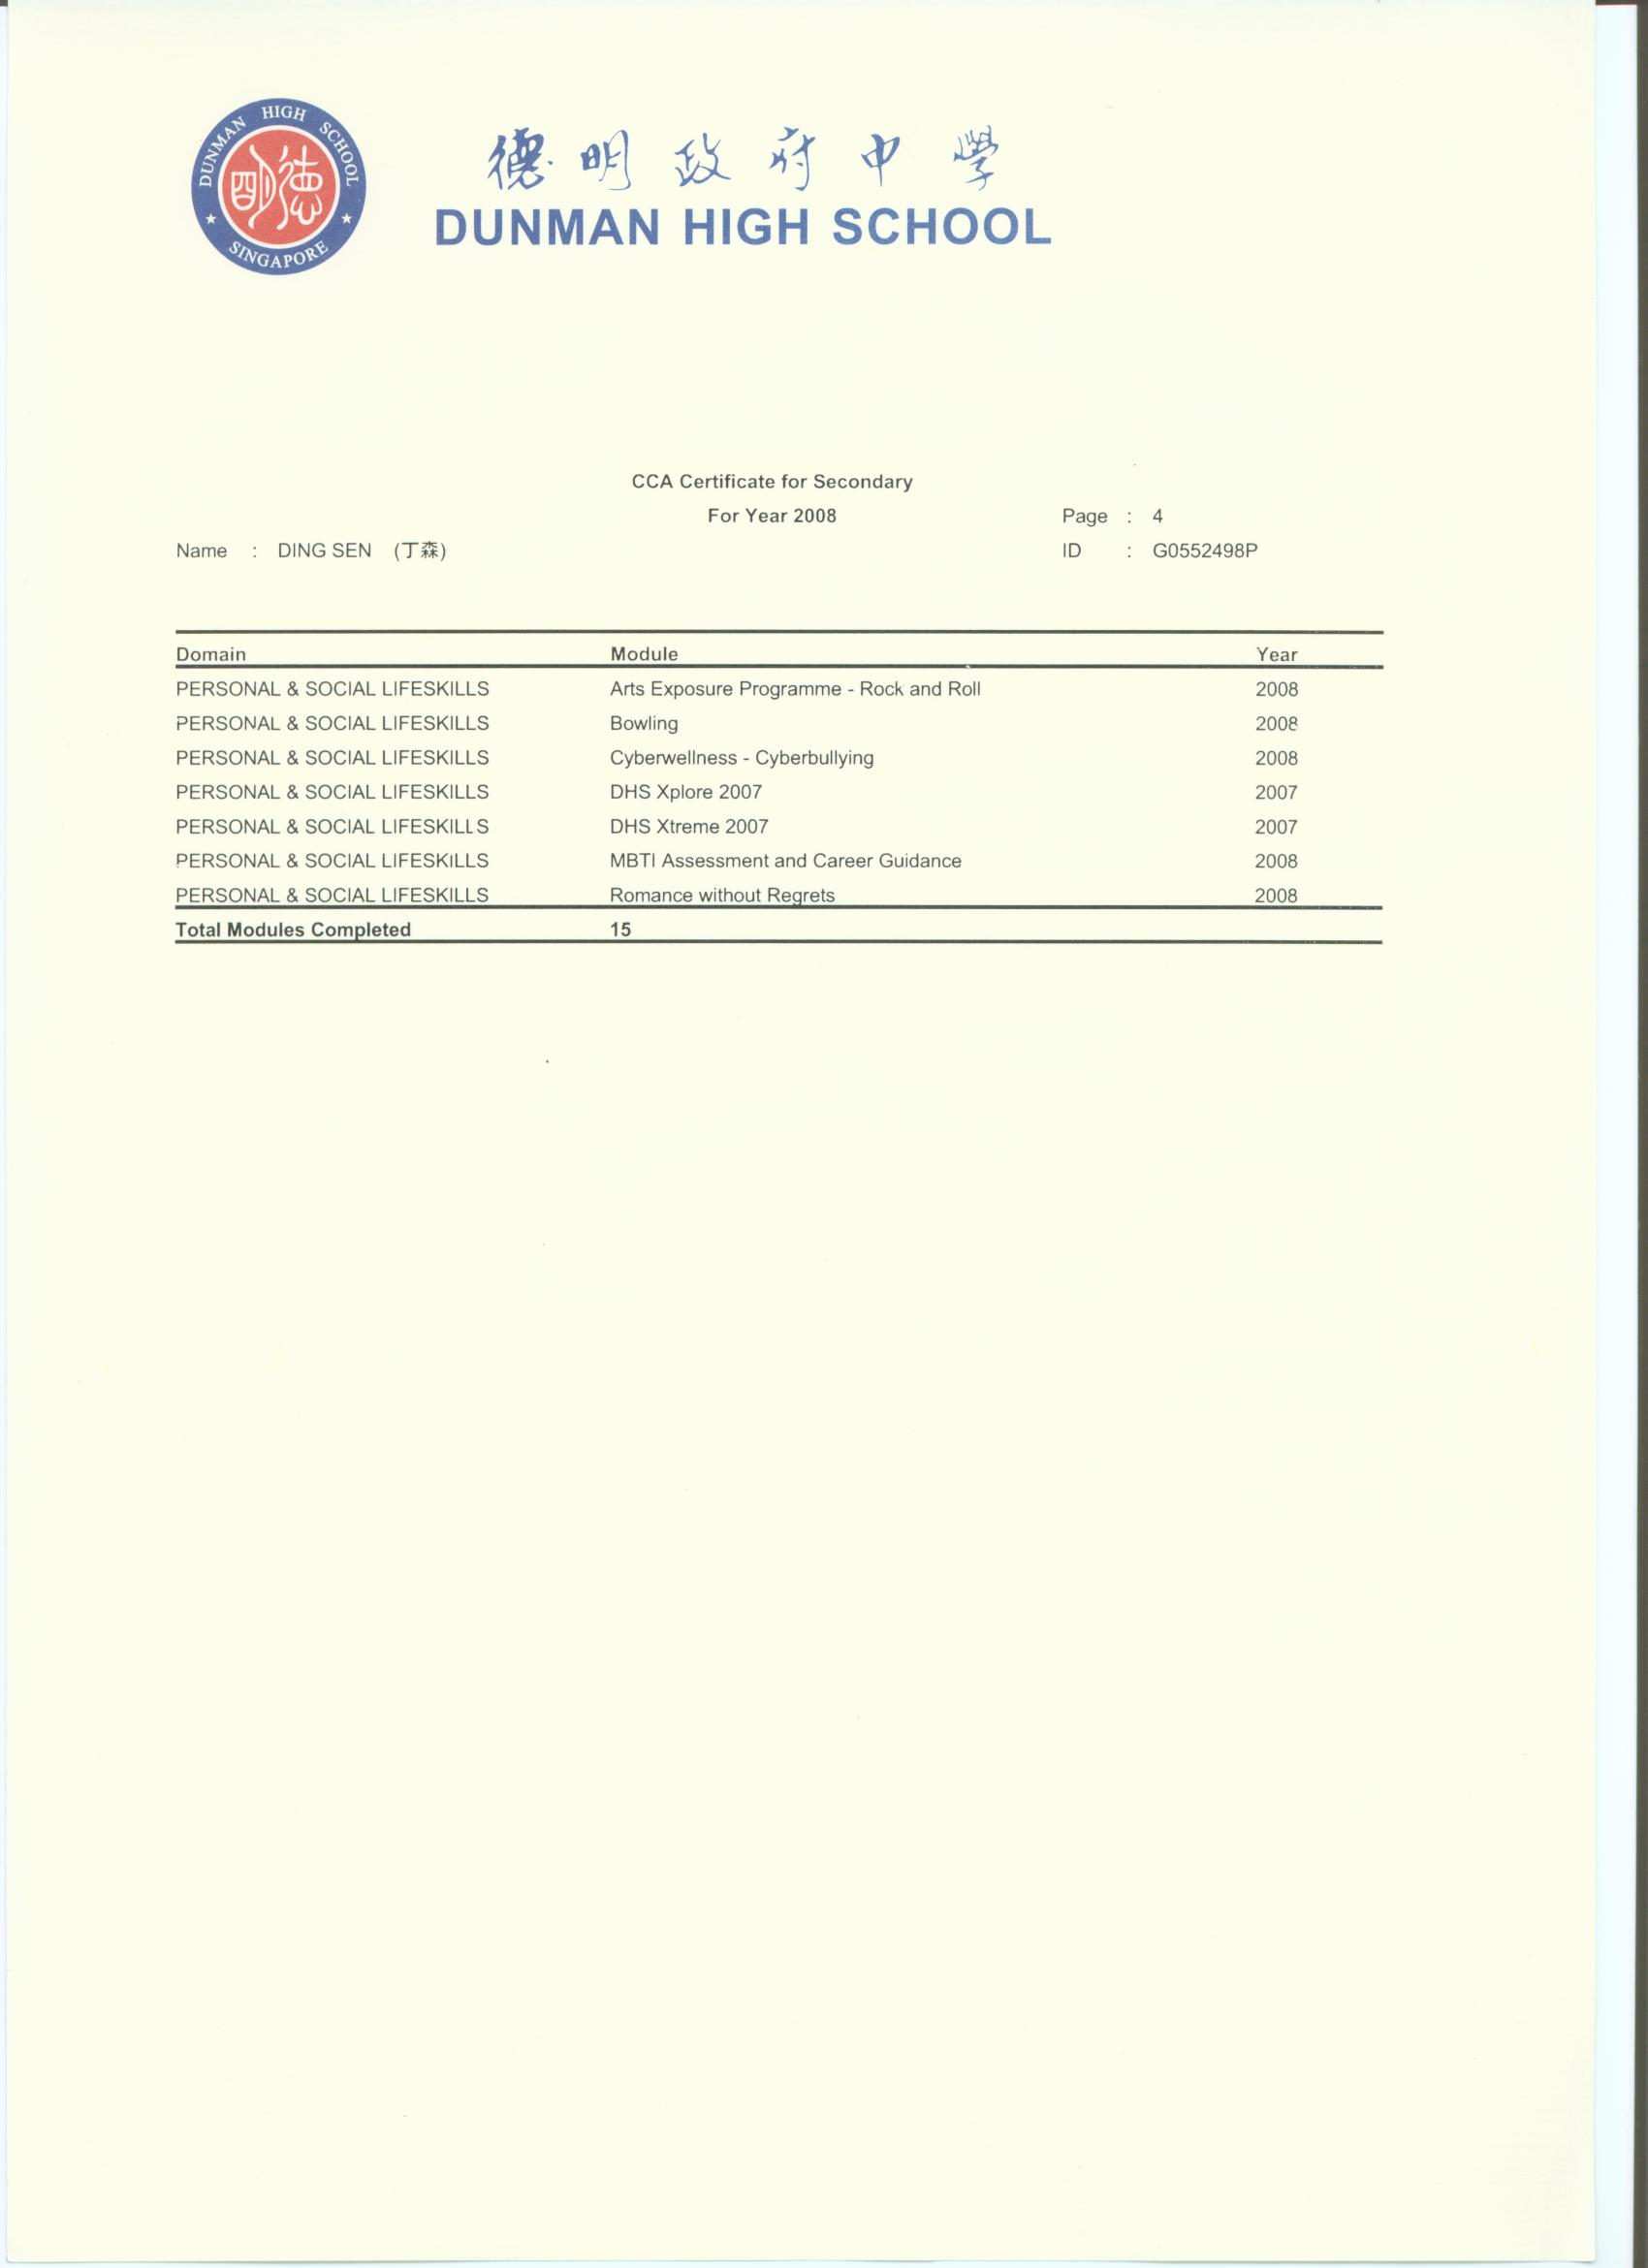 DUNMAN HIGH SCHOOL
SINGAPORE
德明政府中學
DUNMAN HIGH SCHOOL
CCA Certificate for Secondary
For Year 2008
Page : 4
Name : DING SEN (丁森)
ID : G0552498P
Domain Module Year
PERSONAL & SOCIAL LIFESKILLS Arts Exposure Programme - Rock and Roll 2008
PERSONAL & SOCIAL LIFESKILLS Bowling 2008
PERSONAL & SOCIAL LIFESKILLS Cyberwellness - Cyberbullying 2008
PERSONAL & SOCIAL LIFESKILLS DHS Xplore 2007 2007
PERSONAL & SOCIAL LIFESKILLS DHS Xtreme 2007 2007
PERSONAL & SOCIAL LIFESKILLS MBTI Assessment and Career Guidance 2008
PERSONAL & SOCIAL LIFESKILLS Romance without Regrets 2008
Total Modules Completed 15